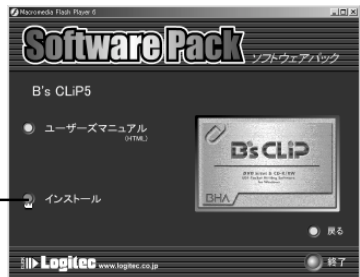 Macromedia Flash Player 6
Software Pack
ソフトウェアパック
B's CLiP5
ユーザーズマニュアル
(HTML)
インストール
B's CLiP
BHA
戻る
Logitec www.logitec.co.jp
終了